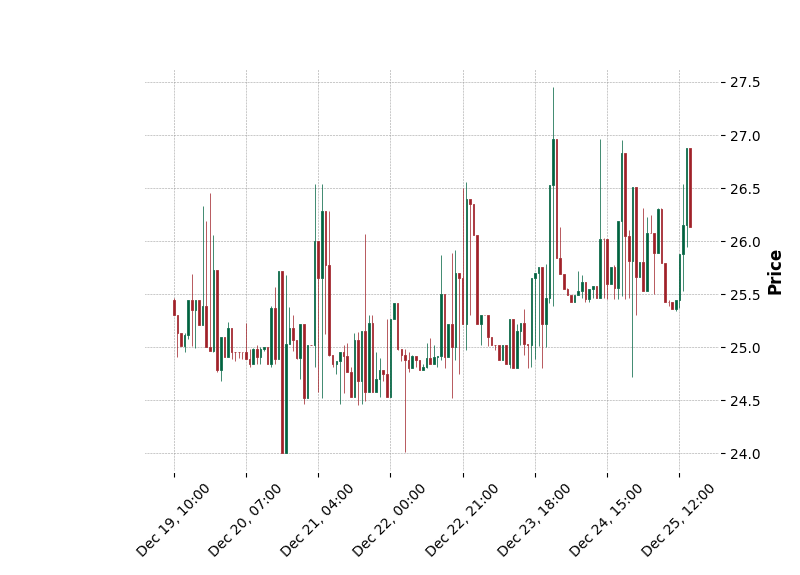 27.5
27.0
26.5
26.0
25.5
25.0
24.5
24.0
Price
Dec 19, 10:00
Dec 20, 07:00
Dec 21, 04:00
Dec 22, 00:00
Dec 22, 21:00
Dec 23, 18:00
Dec 24, 15:00
Dec 25, 12:00